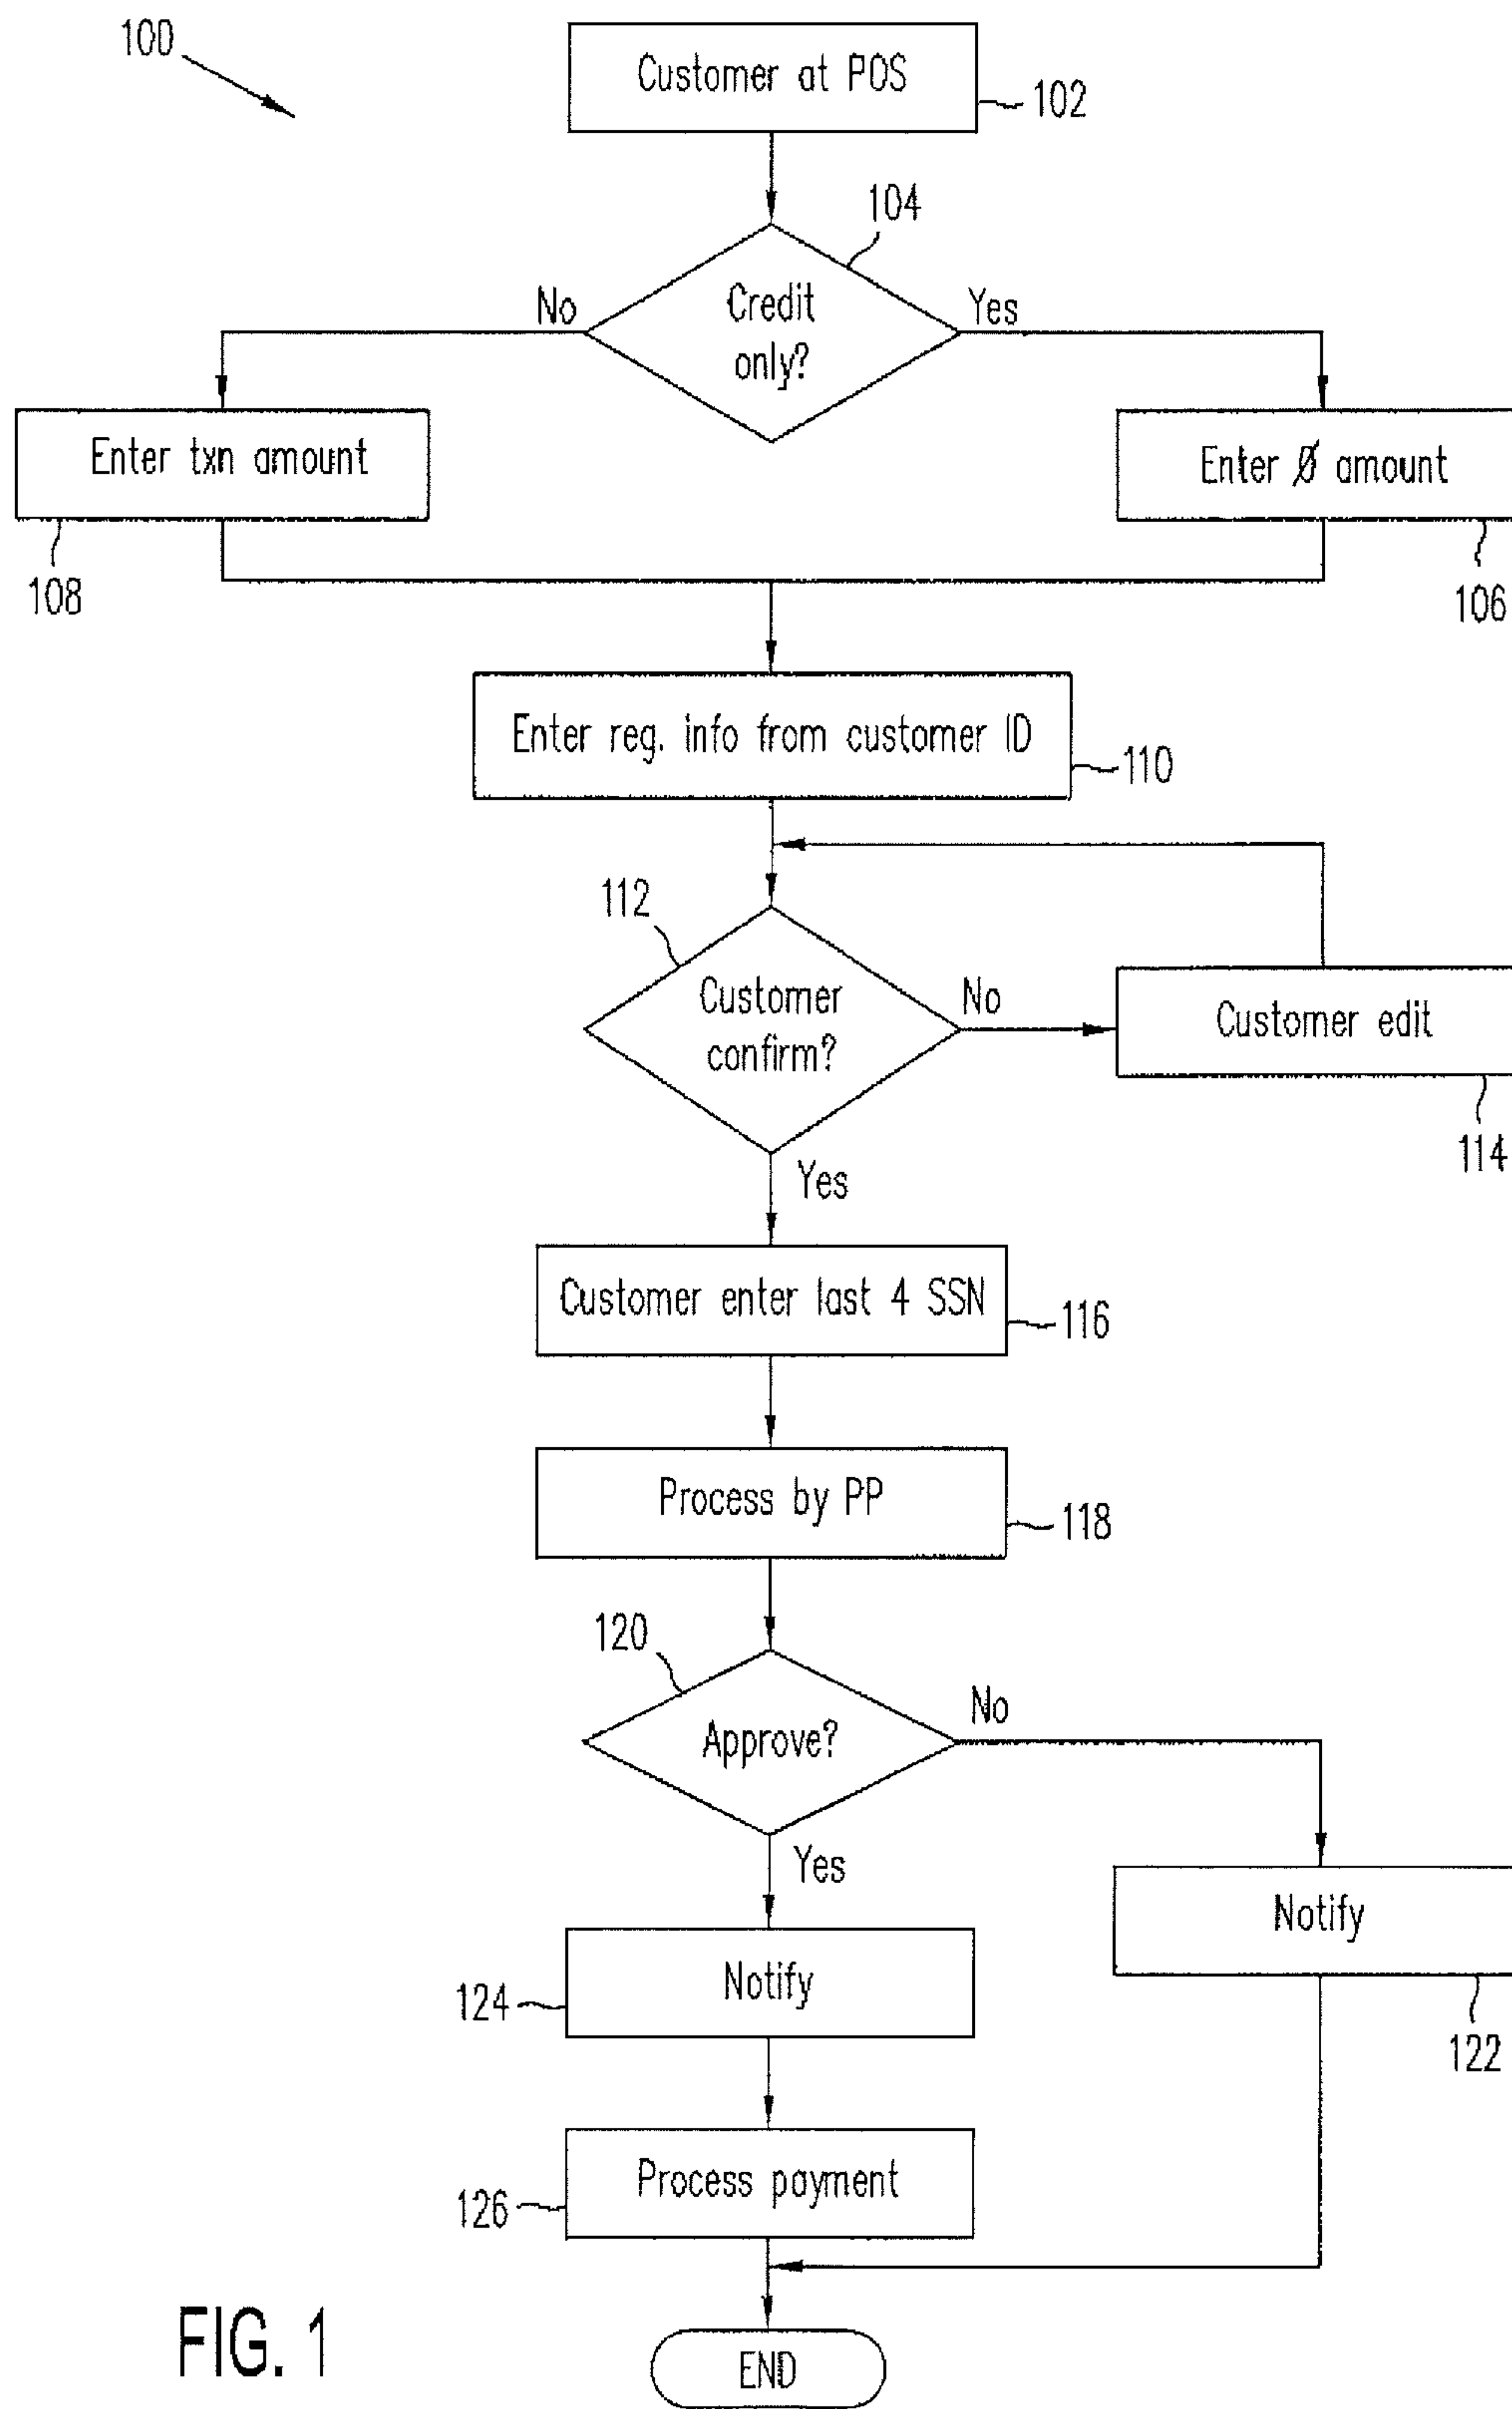 100
Customer at POS
102
104
Credit
only?
No
Yes
Enter txn amount
Enter Ø amount
108
106
Enter reg. info from customer ID
110
112
Customer
confirm?
No
Customer edit
114
Yes
Customer enter last 4 SSN
116
Process by PP
118
120
Approve?
No
Yes
Notify
122
Notify
124
Process payment
126
END
FIG. 1